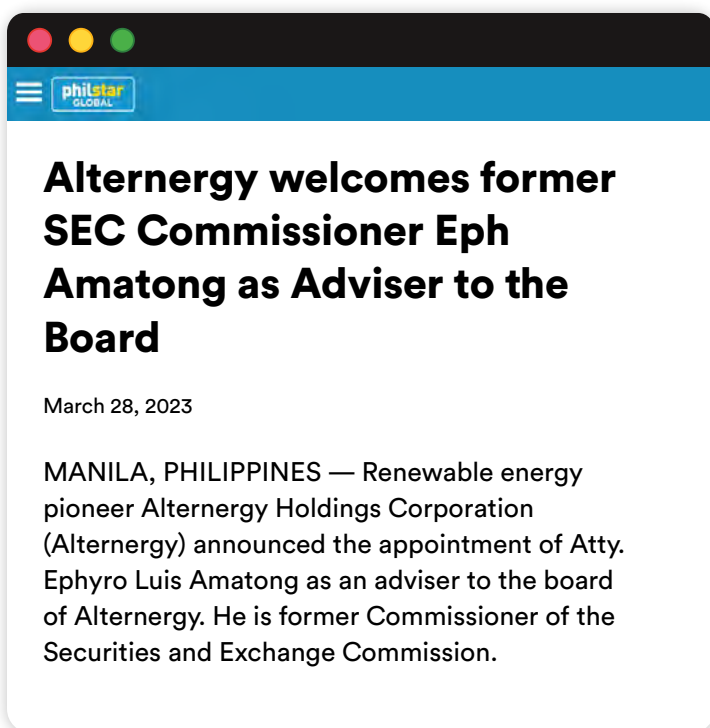 philstar
GLOBAL
Alternergy welcomes former
SEC Commissioner Eph
Amatong as Adviser to the
Board
March 28, 2023
MANILA, PHILIPPINES — Renewable energy
pioneer Alternergy Holdings Corporation
(Alternergy) announced the appointment of Atty.
Ephyro Luis Amatong as an adviser to the board
of Alternergy. He is former Commissioner of the
Securities and Exchange Commission.